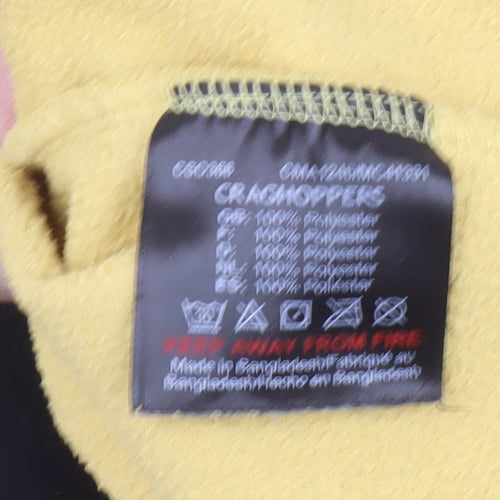 CRAGHOPPERS
GB: 100% Polyester
F: 100% Polyester
D: 100% Polyester
NL: 100% Polyester
ES: 100% Poliéster
KEEP AWAY FROM FIRE
Made in Bangladesh/Fabriqué au
Bangladesh/Hecho en Bangladesh